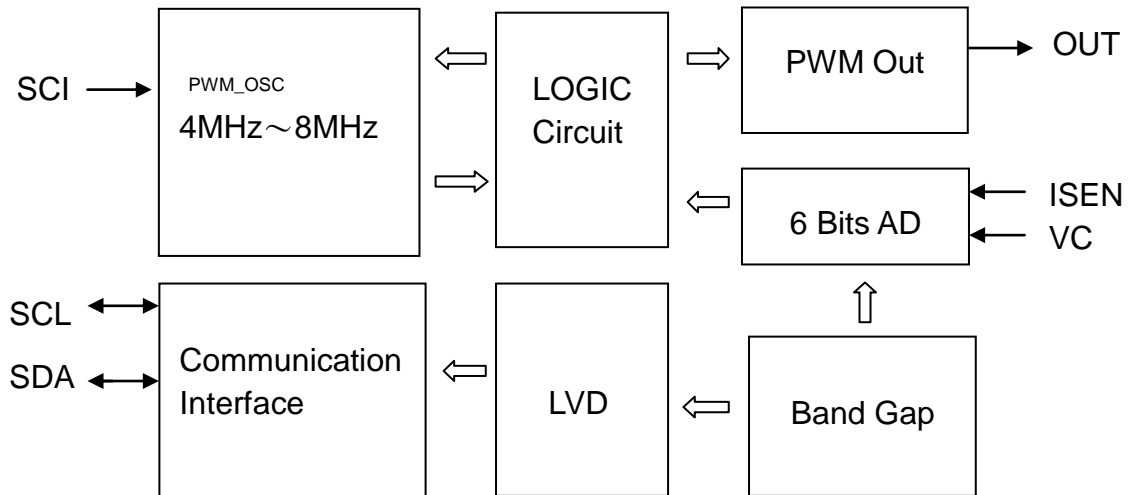 SCI
PWM_OSC
4MHz～8MHz
LOGIC
Circuit
PWM Out
OUT
6 Bits AD
ISEN
VC
SCL
SDA
Communication
Interface
LVD
Band Gap